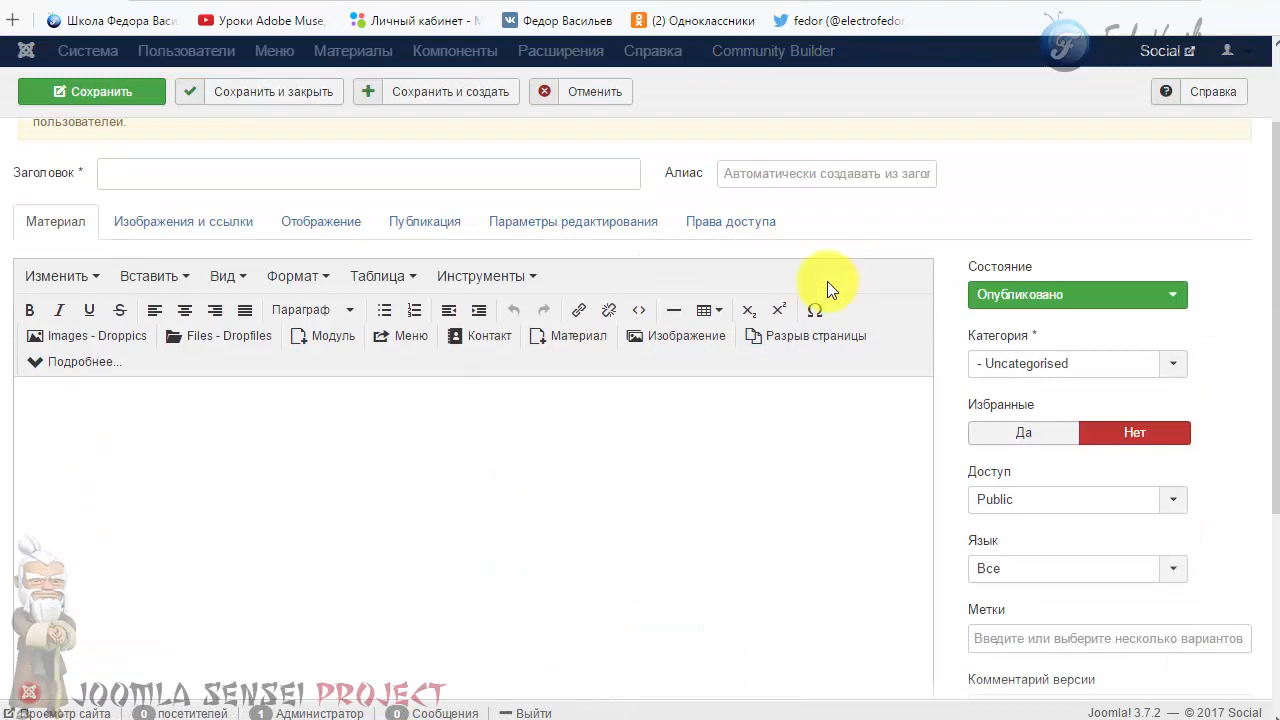 Школа Федора Васи
Уроки Adobe Muse,
Личный кабинет - М
Федор Васильев
(2) Одноклассники
fedor (@electrofedor
Система Пользователи Меню Материалы Компоненты Расширения Справка Community Builder Social
Сохранить Сохранить и закрыть Сохранить и создать Отменить Справка
пользователей.
Заголовок *
Алиас Автоматически создавать из загол
Материал Изображения и ссылки Отображение Публикация Параметры редактирования Права доступа
Изменить Вставить Вид Формат Таблица Инструменты
Параграф
Images - Droppics Files - Dropfiles Модуль Меню Контакт Материал Изображение Разрыв страницы
Подробнее...
Состояние
Опубликовано
Категория *
- Uncategorised
Избранные
Да Нет
Доступ
Public
Язык
Все
Метки
Введите или выберите несколько вариантов
Комментарий версии
JOOMLA SENSEI PROJECT
Просмотр сайта 0 посетителей 1 Администратор 0 Сообщения Выйти
Joomla! 3.7.2 — © 2017 Social